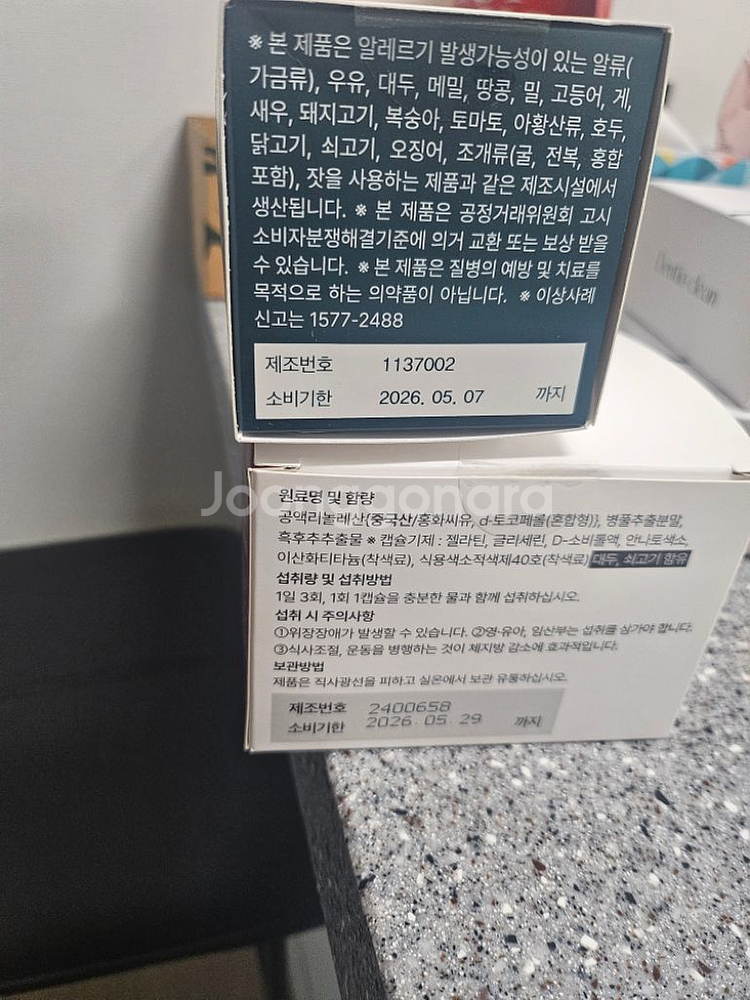 ※ 본 제품은 알레르기 발생가능성이 있는 알류(
가금류), 우유, 대두, 메밀, 땅콩, 밀, 고등어, 게,
새우, 돼지고기, 복숭아, 토마토, 아황산류, 호두,
닭고기, 쇠고기, 오징어, 조개류(굴, 전복, 홍합
포함), 잣을 사용하는 제품과 같은 제조시설에서
생산됩니다. ※ 본 제품은 공정거래위원회 고시
소비자분쟁해결기준에 의거 교환 또는 보상 받을
수 있습니다. ※ 본 제품은 질병의 예방 및 치료를
목적으로 하는 의약품이 아닙니다. ※ 이상사례
신고는 1577-2488
제조번호 1137002
소비기한 2026. 05. 07 까지
Joonggonara
원료명 및 함량
공액리놀레산{중국산/홍화씨유, d-토코페롤(혼합형)}, 병풀추출분말,
흑후추추출물 ※ 캡슐기제 : 젤라틴, 글리세린, D-소비톨액, 안나토색소,
이산화티타늄(착색료), 식용색소적색제40호(착색료) 대두, 쇠고기 함유
섭취량 및 섭취방법
1일 3회, 1회 1캡슐을 충분한 물과 함께 섭취하십시오.
섭취 시 주의사항
①위장장애가 발생할 수 있습니다. ②영·유아, 임산부는 섭취를 삼가야 합니다.
③식사조절, 운동을 병행하는 것이 체지방 감소에 효과적입니다.
보관방법
제품은 직사광선을 피하고 실온에서 보관 유통하십시오.
제조번호 2400658
소비기한 2026. 05. 29 까지